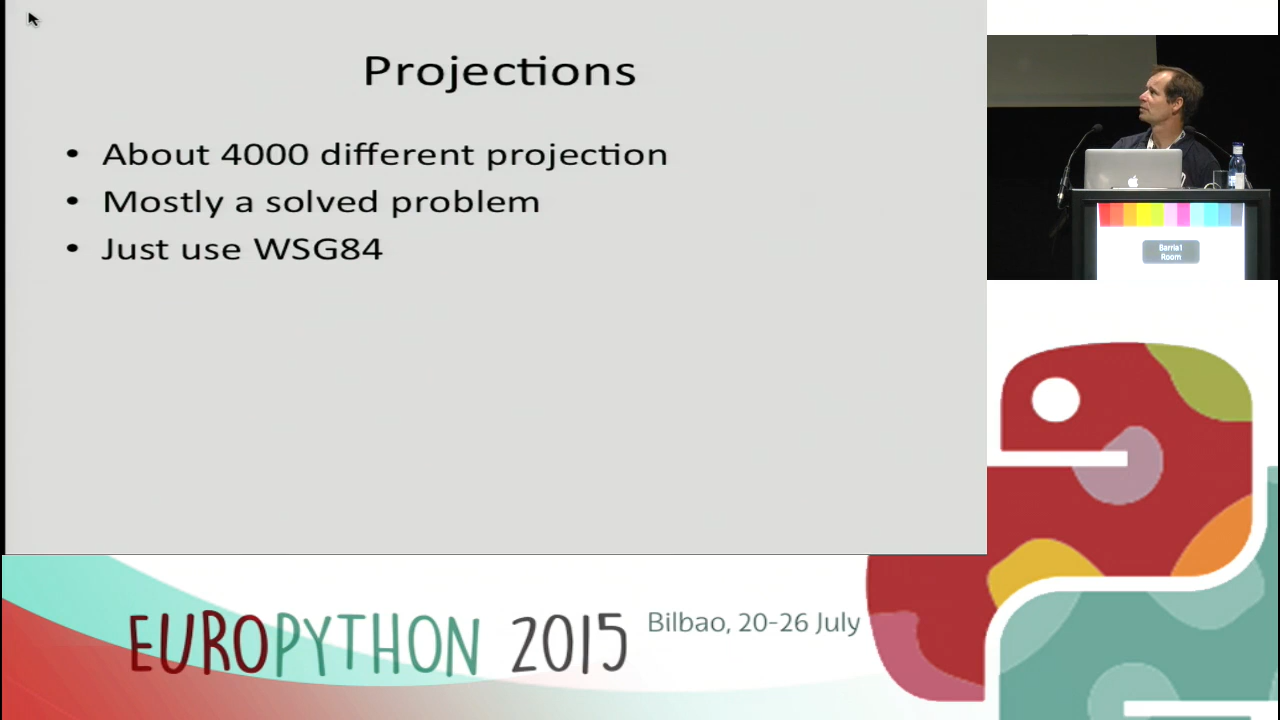 Projections
• About 4000 different projection
• Mostly a solved problem
• Just use WSG84
Barria1
Room
EUROPYTHON 2015
Bilbao, 20-26 July